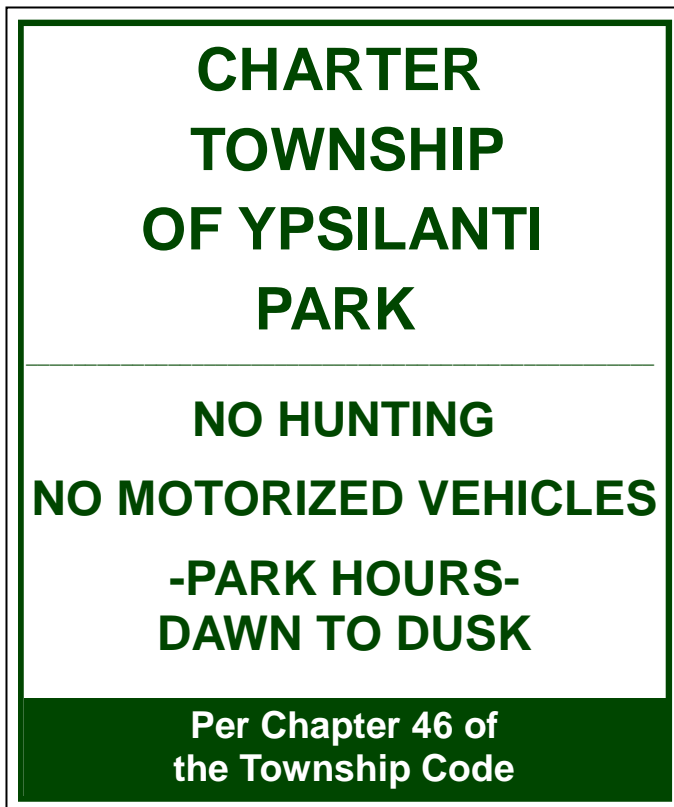 CHARTER
TOWNSHIP
OF YPSILANTI
PARK
NO HUNTING
NO MOTORIZED VEHICLES
-PARK HOURS-
DAWN TO DUSK
Per Chapter 46 of
the Township Code